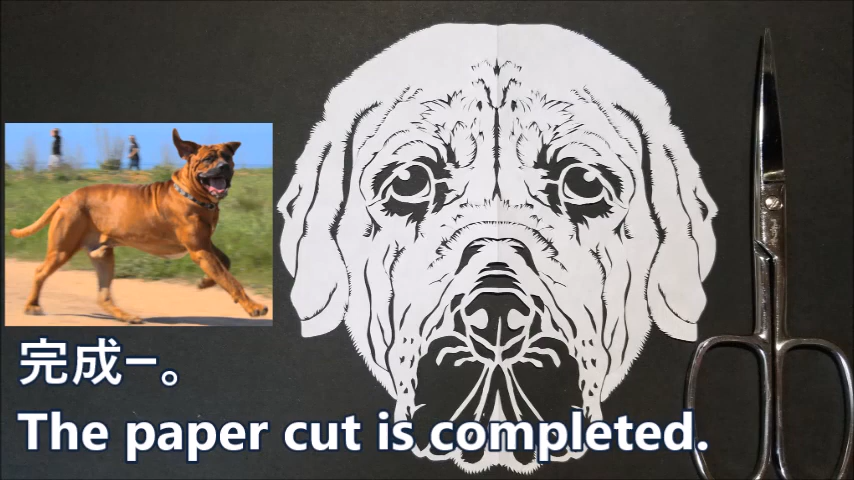 完成ー。
The paper cut is completed.